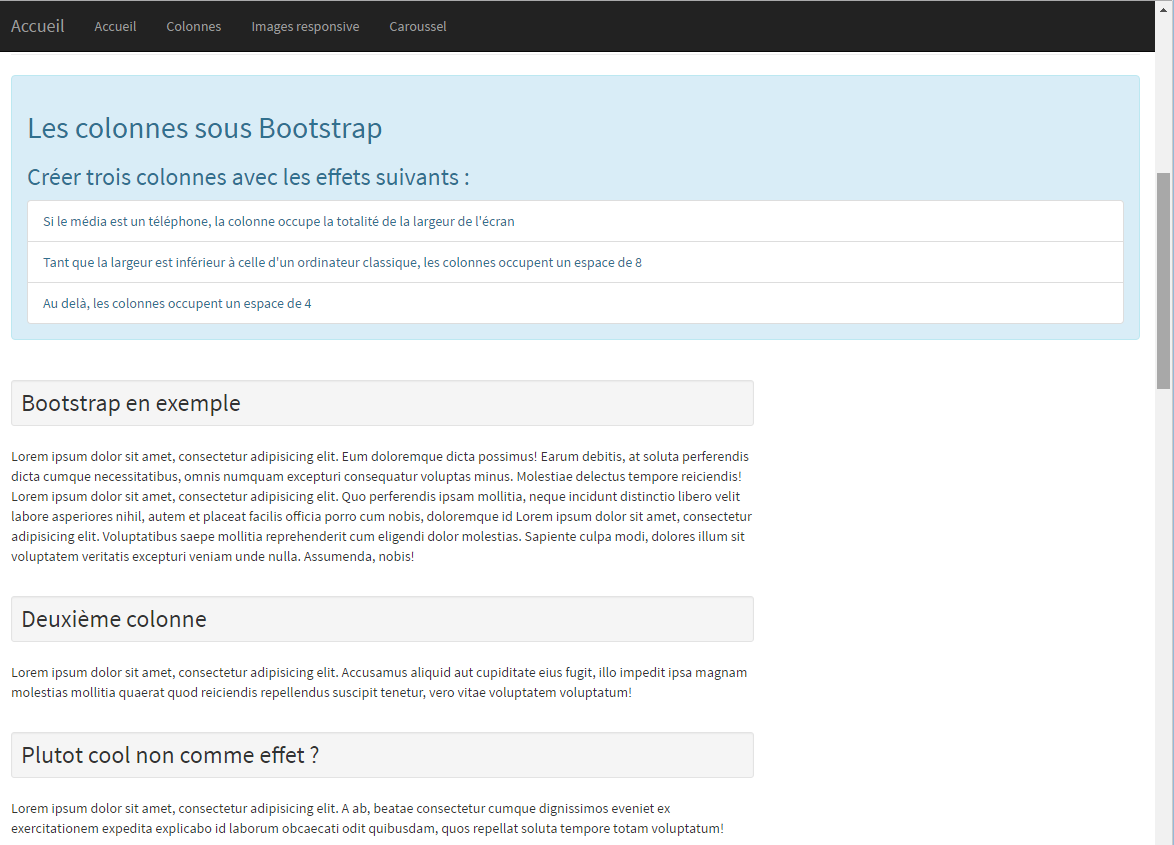 Accueil Accueil Colonnes Images responsive Caroussel
Les colonnes sous Bootstrap
Créer trois colonnes avec les effets suivants :
Si le média est un téléphone, la colonne occupe la totalité de la largeur de l'écran
Tant que la largeur est inférieur à celle d'un ordinateur classique, les colonnes occupent un espace de 8
Au delà, les colonnes occupent un espace de 4
Bootstrap en exemple
Lorem ipsum dolor sit amet, consectetur adipisicing elit. Eum doloremque dicta possimus! Earum debitis, at soluta perferendis
dicta cumque necessitatibus, omnis numquam excepturi consequatur voluptas minus. Molestiae delectus tempore reiciendis!
Lorem ipsum dolor sit amet, consectetur adipisicing elit. Quo perferendis ipsam mollitia, neque incidunt distinctio libero velit
labore asperiores nihil, autem et placeat facilis officia porro cum nobis, doloremque id Lorem ipsum dolor sit amet, consectetur
adipisicing elit. Voluptatibus saepe mollitia reprehenderit cum eligendi dolor molestias. Sapiente culpa modi, dolores illum sit
voluptatem veritatis excepturi veniam unde nulla. Assumenda, nobis!
Deuxième colonne
Lorem ipsum dolor sit amet, consectetur adipisicing elit. Accusamus aliquid aut cupiditate eius fugit, illo impedit ipsa magnam
molestias mollitia quaerat quod reiciendis repellendus suscipit tenetur, vero vitae voluptatem voluptatum!
Plutot cool non comme effet ?
Lorem ipsum dolor sit amet, consectetur adipisicing elit. A ab, beatae consectetur cumque dignissimos eveniet ex
exercitationem expedita explicabo id laborum obcaecati odit quibusdam, quos repellat soluta tempore totam voluptatum!